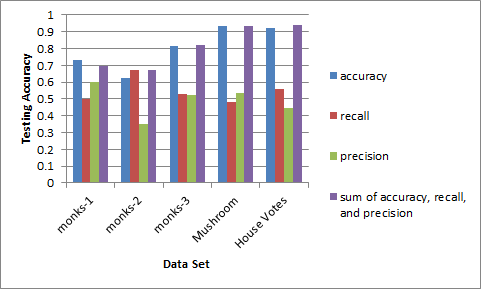 1
0.9
0.8
0.7
0.6
0.5
0.4
0.3
0.2
0.1
0
Testing Accuracy
monks-1
monks-2
monks-3
Mushroom
House Votes
Data Set
accuracy
recall
precision
sum of accuracy, recall,
and precision